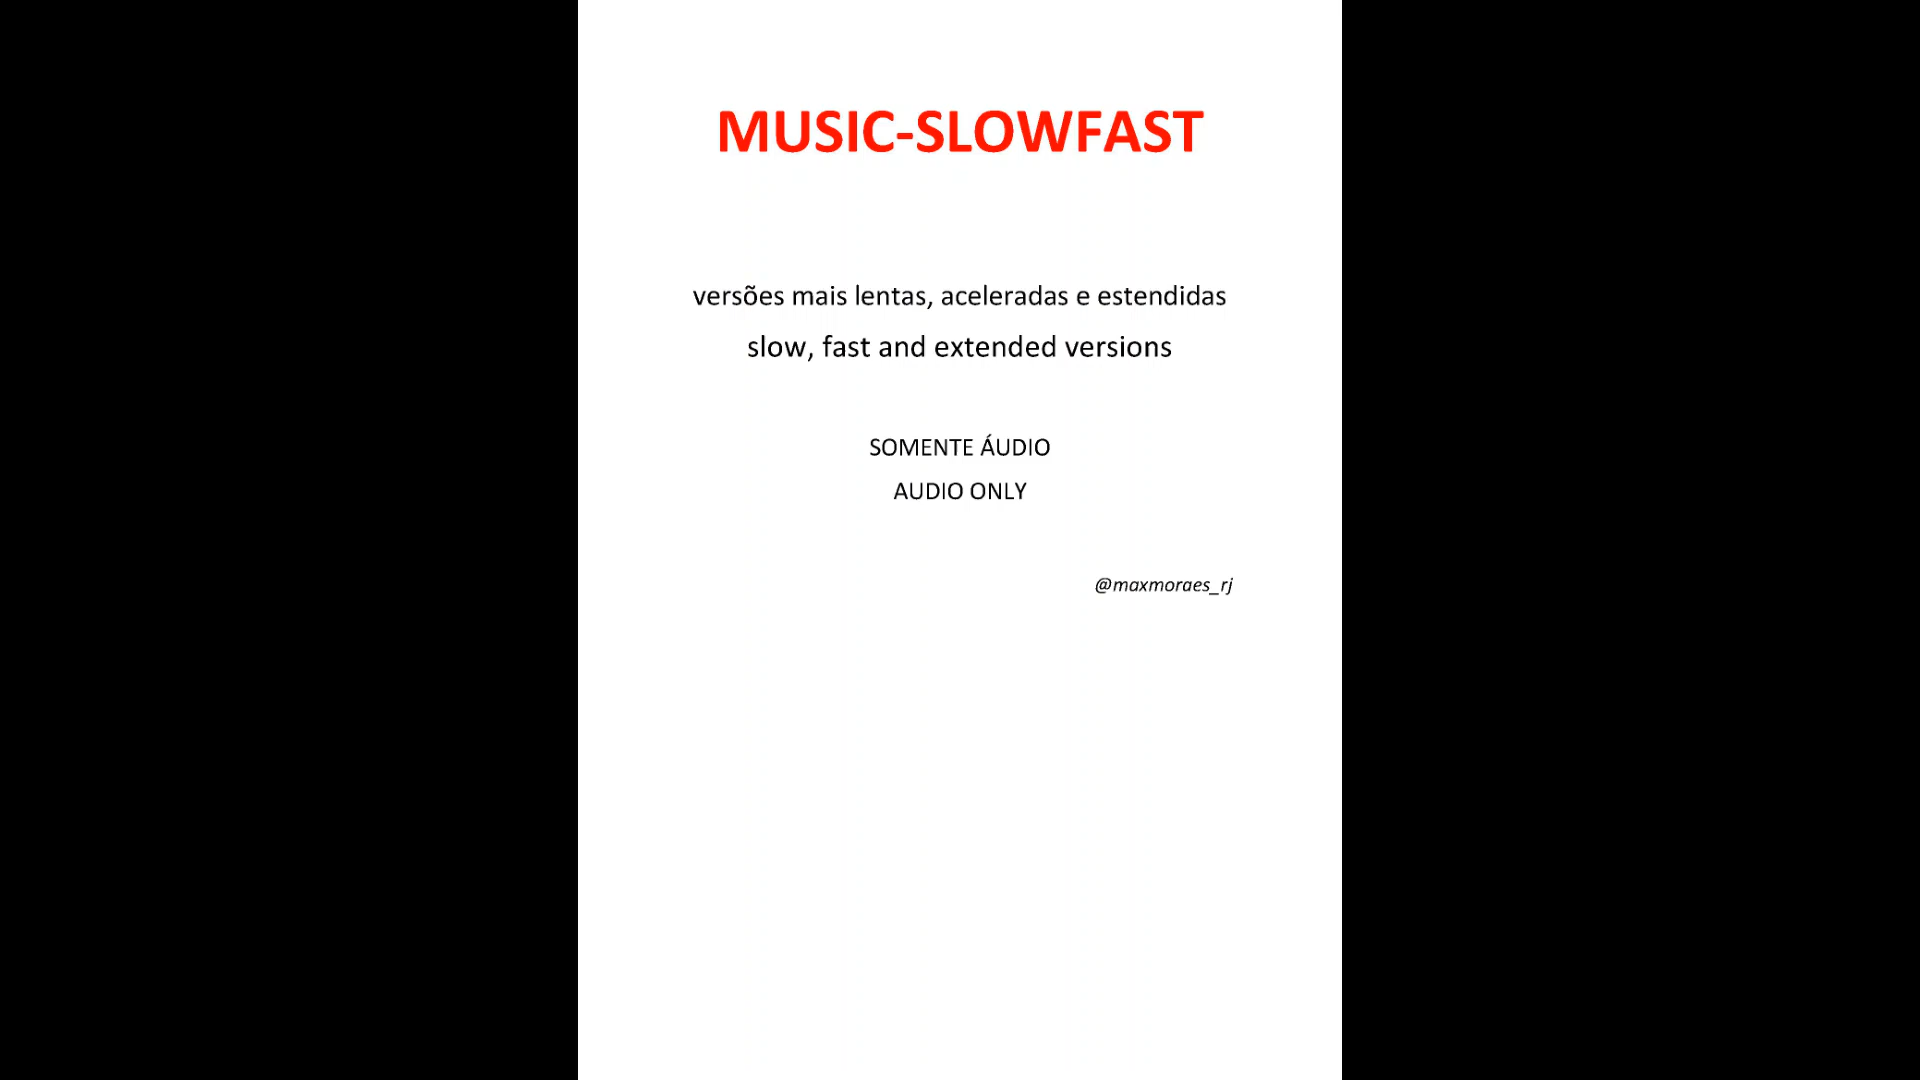 MUSIC-SLOWFAST
versões mais lentas, aceleradas e estendidas
slow, fast and extended versions
SOMENTE ÁUDIO
AUDIO ONLY
@maxmoraes_rj